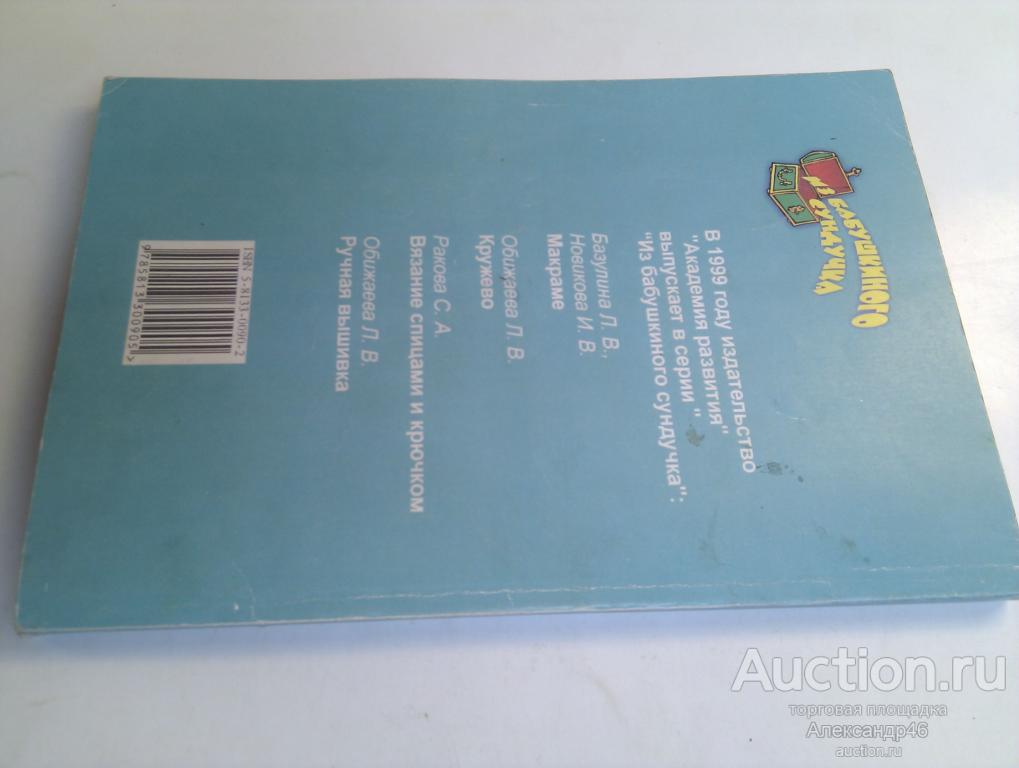 ИЗ БАБУШКИНОГО
СУНДУЧКА
В 1999 году издательство
"Академия развития"
выпускает в серии "
"Из бабушкиного сундучка":
Базулина Л. В.,
Новикова И. В.
Макраме
Обижаева Л. В.
Кружево
Ракова С. А.
Вязание спицами и крючком
Обижаева Л. В.
Ручная вышивка
ISBN 5-8133-0090-2
9785813300905>
Auction.ru
торговая площадка
Александр46
auction.ru